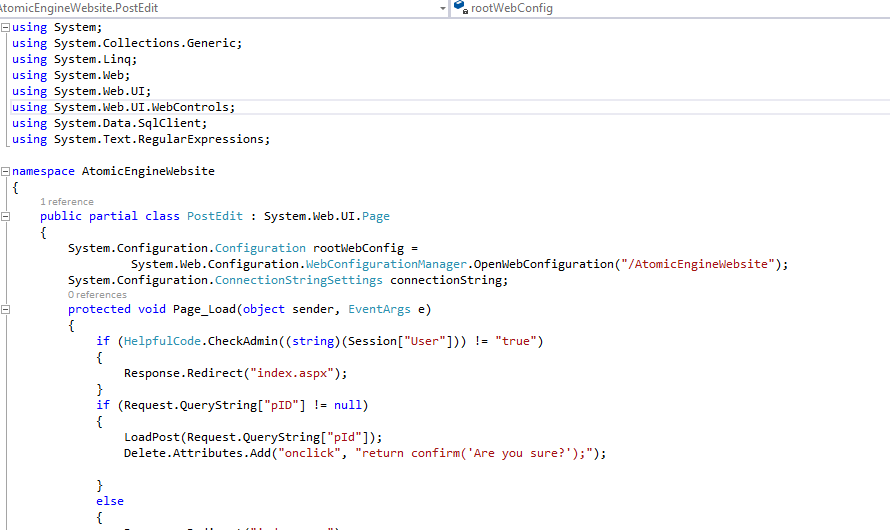 AtomicEngineWebsite.PostEdit
rootWebConfig
using System;
using System.Collections.Generic;
using System.Linq;
using System.Web;
using System.Web.UI;
using System.Web.UI.WebControls;
using System.Data.SqlClient;
using System.Text.RegularExpressions;
namespace AtomicEngineWebsite
{
1 reference
public partial class PostEdit : System.Web.UI.Page
{
System.Configuration.Configuration rootWebConfig =
System.Web.Configuration.WebConfigurationManager.OpenWebConfiguration("/AtomicEngineWebsite");
System.Configuration.ConnectionStringSettings connectionString;
0 references
protected void Page_Load(object sender, EventArgs e)
{
if (HelpfulCode.CheckAdmin((string)(Session["User"])) != "true")
{
Response.Redirect("index.aspx");
}
if (Request.QueryString["pID"] != null)
{
LoadPost(Request.QueryString["pId"]);
Delete.Attributes.Add("onclick", "return confirm('Are you sure?');");
}
else
{